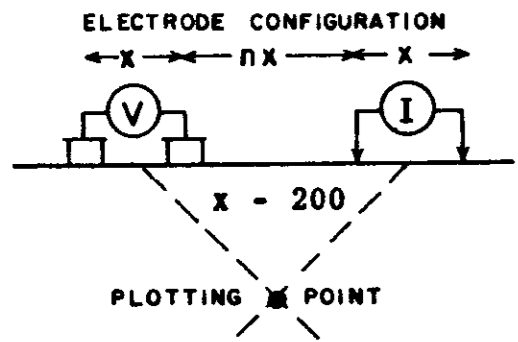 ELECTRODE CONFIGURATION
x nx x
V I
x - 200
PLOTTING POINT